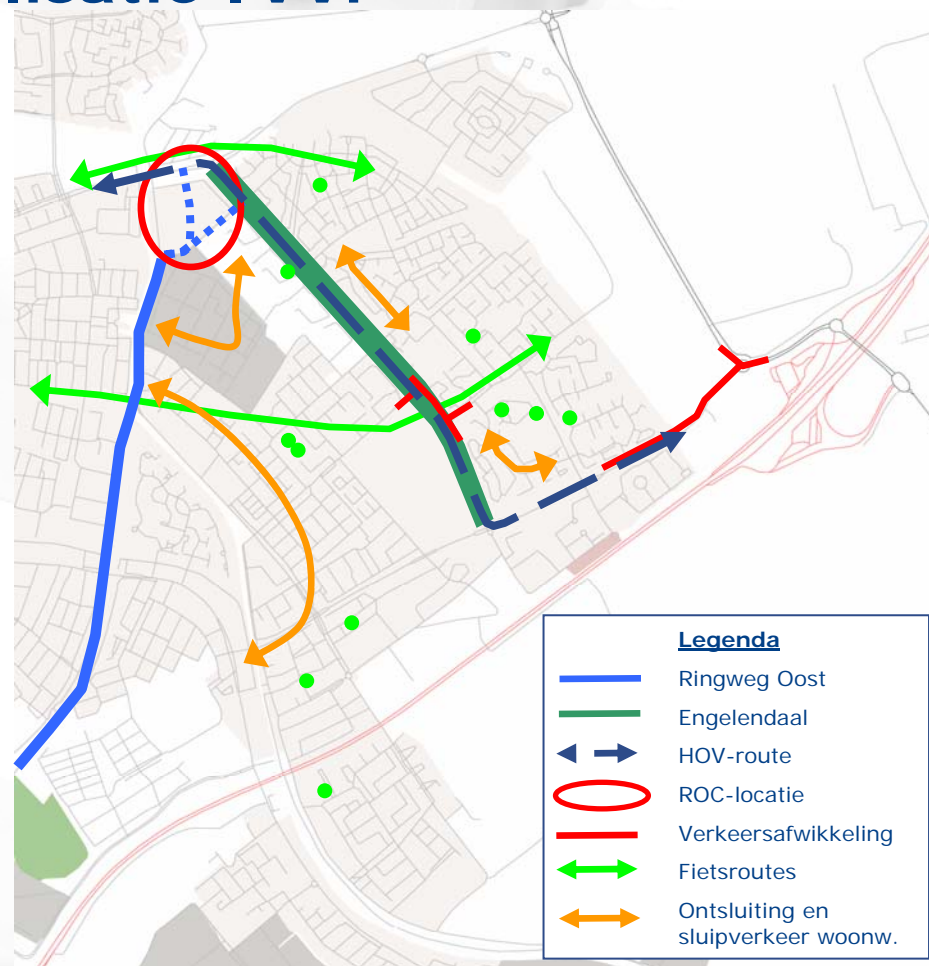 Legenda
Ringweg Oost
Engelendaal
HOV-route
ROC-locatie
Verkeersafwikkeling
Fietsroutes
Ontsluiting en
sluipverkeer woonw.